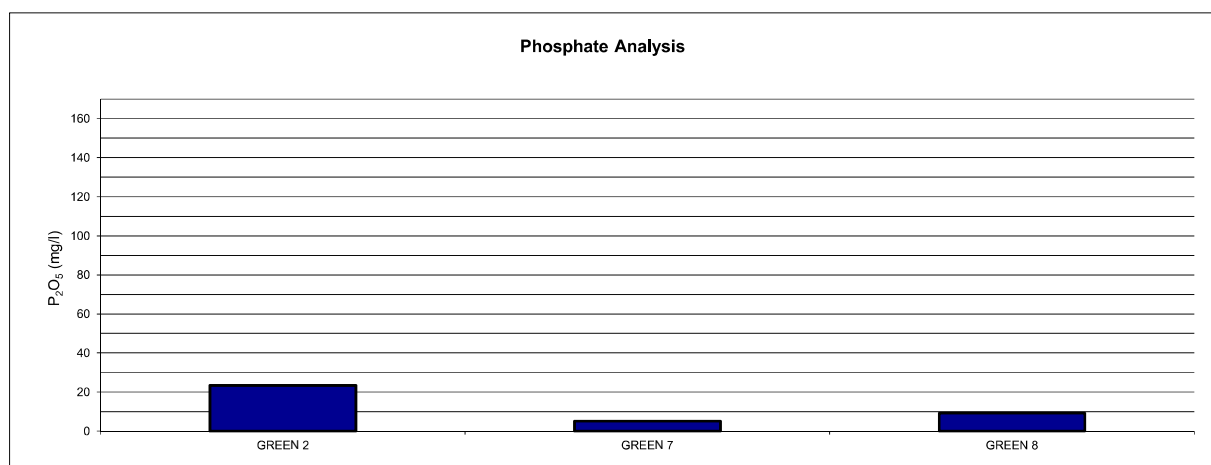 Phosphate Analysis
160
140
120
100
80
60
40
20
0
P₂O₅ (mg/l)
GREEN 2
GREEN 7
GREEN 8